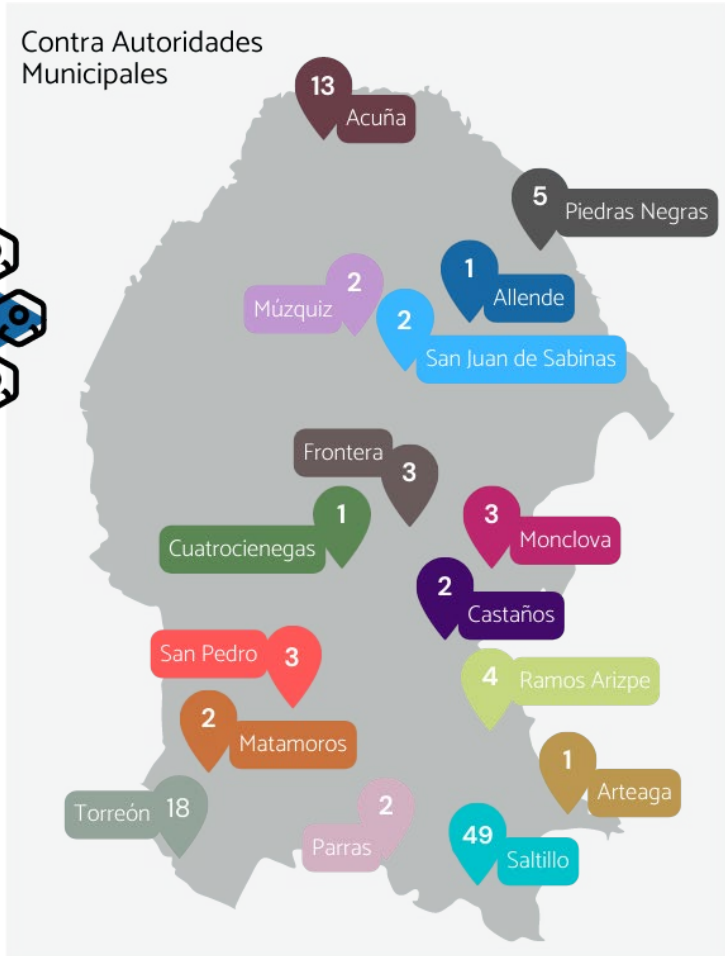 Contra Autoridades
Municipales
13
Acuña
5
Piedras Negras
1
Allende
2
Múzquiz
2
San Juan de Sabinas
Frontera
3
1
Cuatrocienegas
3
Monclova
2
Castaños
San Pedro
3
4
Ramos Arizpe
2
Matamoros
1
Arteaga
Torreón
18
2
Parras
49
Saltillo